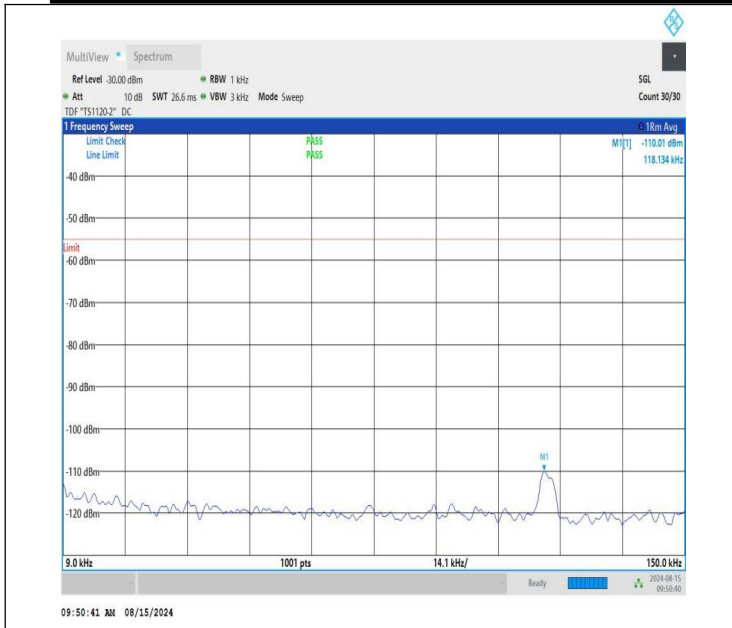 R S
MultiView Spectrum
Ref Level -30.00 dBm RBW 1 kHz SGL
Att 10 dB SWT 26.6 ms VBW 3 kHz Mode Sweep Count 30/30
TDF "TS1120-2" DC
1 Frequency Sweep 1Rm Avg
Limit Check PASS M1[1] -110.01 dBm
Line Limit PASS 118.134 kHz
-40 dBm
-50 dBm
Limit
-60 dBm
-70 dBm
-80 dBm
-90 dBm
-100 dBm
M1
-110 dBm
-120 dBm
9.0 kHz 1001 pts 14.1 kHz/ 150.0 kHz
Ready 2024-08-15
09:50:40
09:50:41 AM 08/15/2024